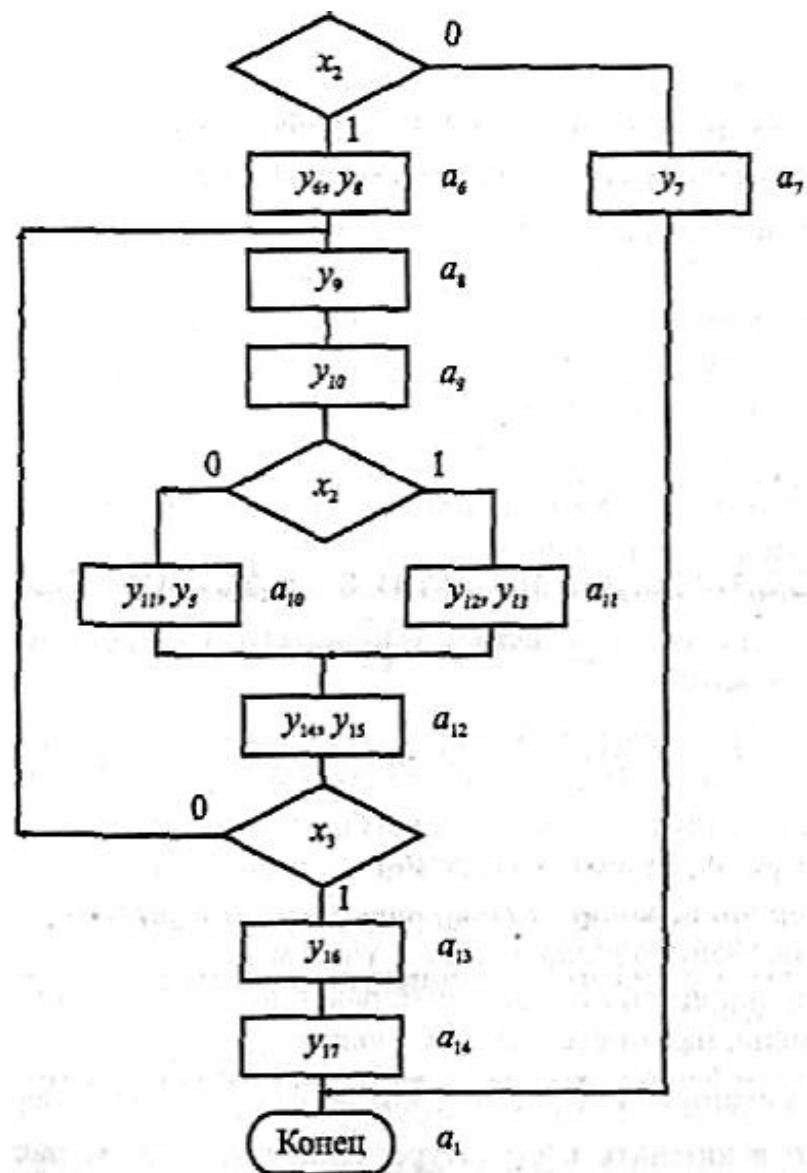 0
x₂
1
y₆, y₈ a₆ y₇ a₇
y₉ a₈
y₁₀ a₉
0 1
x₂
y₁₁, y₅ a₁₀ y₁₂, y₁₃ a₁₁
y₁₄, y₁₅ a₁₂
0
x₃
1
y₁₆ a₁₃
y₁₇ a₁₄
Конец a₁